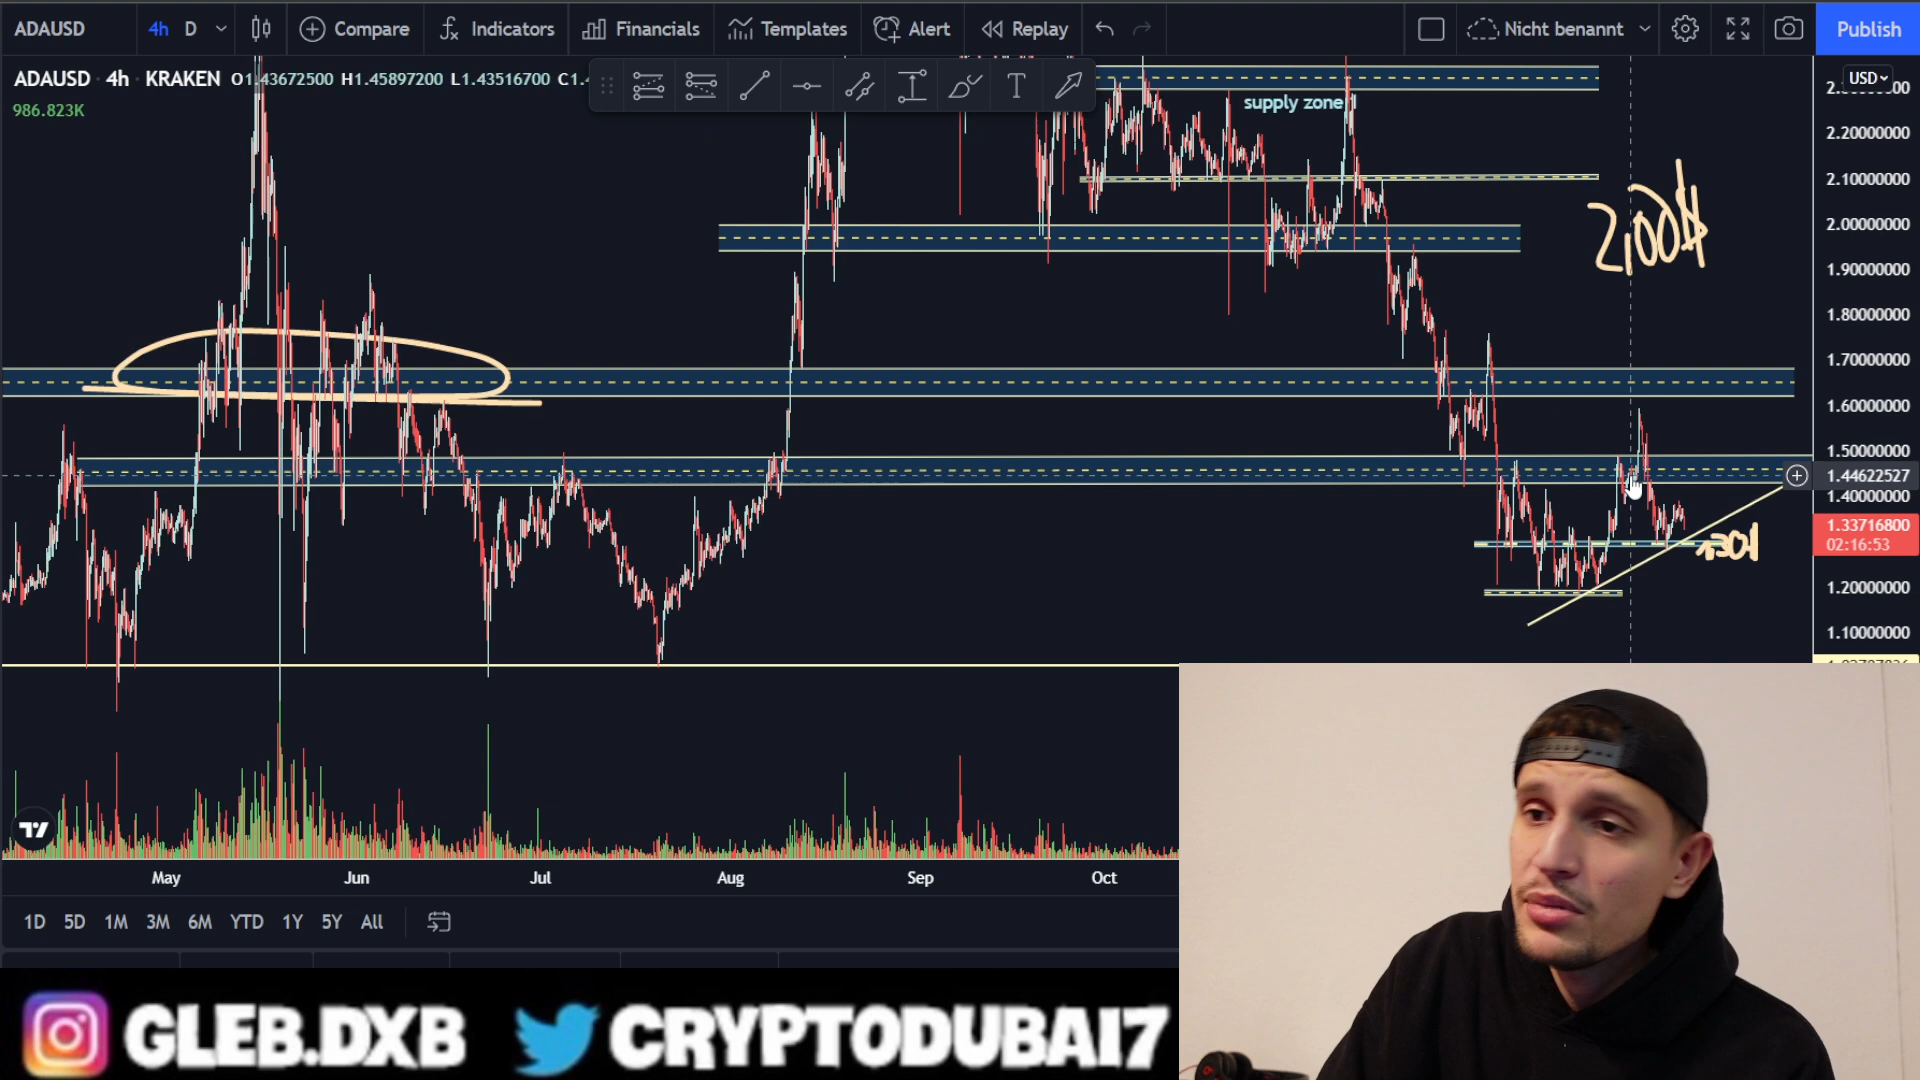 ADAUSD 4h D Compare Indicators Financials Templates Alert Replay Nicht benannt Publish
ADAUSD · 4h · KRAKEN O1.43672500 H1.45897200 L1.43516700 C1.4
986.823K
T
USD
supply zone 1
2.20000000
2.10000000
2.00000000
1.90000000
1.80000000
1.70000000
1.60000000
1.50000000
1.44622527
1.40000000
1.33716800
02:16:53
1.20000000
1.10000000
2,00$
May Jun Jul Aug Sep Oct
1D 5D 1M 3M 6M YTD 1Y 5Y All
GLEB.DXB CRYPTODUBAI7